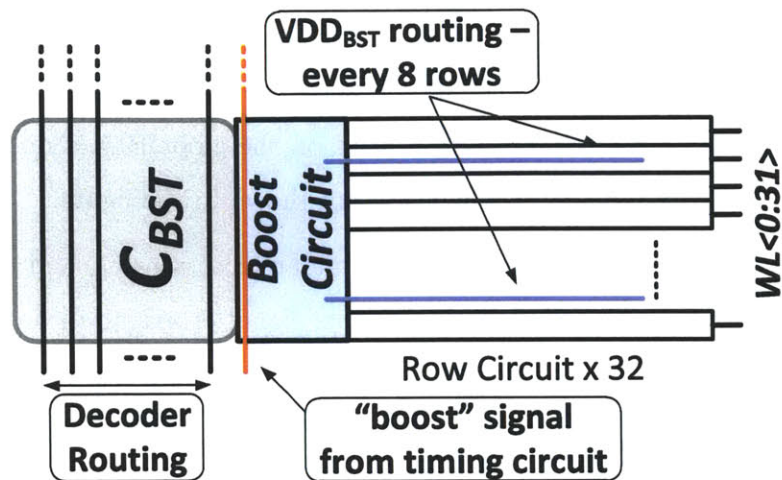 VDDBST routing –
every 8 rows
CBST
Boost
Circuit
WL<0:31>
Row Circuit x 32
Decoder
Routing
“boost” signal
from timing circuit